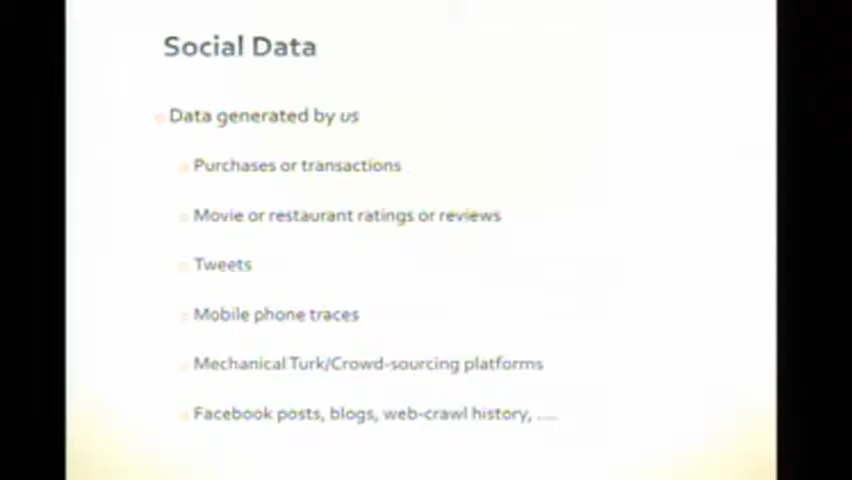 Social Data
Data generated by us
Purchases or transactions
Movie or restaurant ratings or reviews
Tweets
Mobile phone traces
Mechanical Turk/Crowd-sourcing platforms
Facebook posts, blogs, web-crawl history, ....